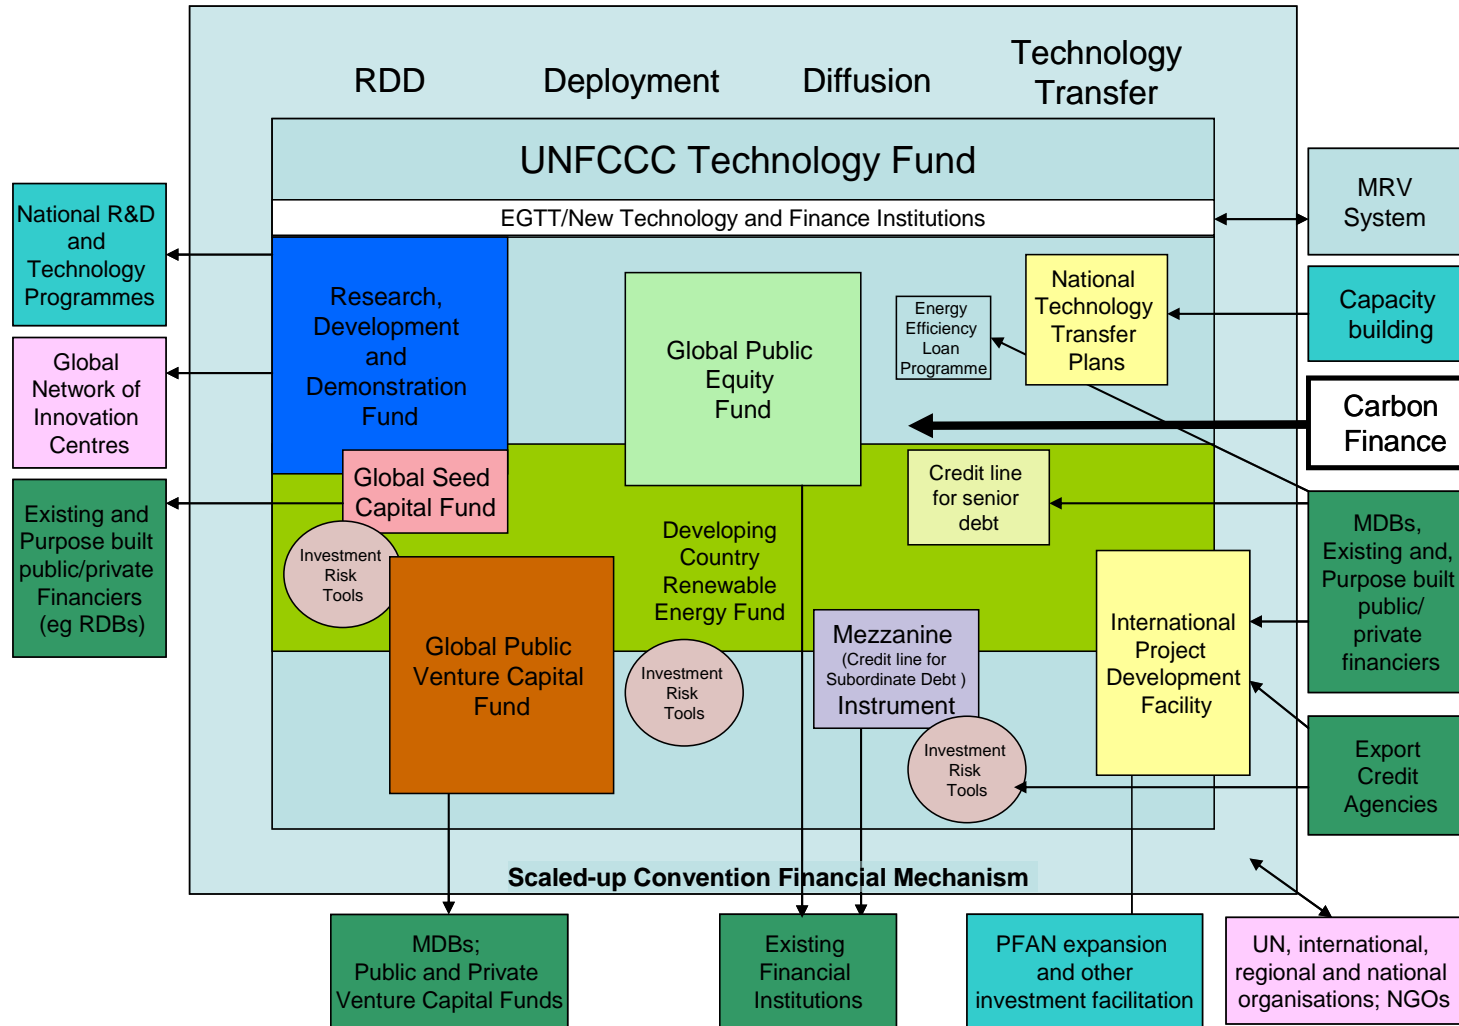 RDD
Deployment
Diffusion
Technology
Transfer
UNFCCC Technology Fund
EGTT/New Technology and Finance Institutions
National R&D
and
Technology
Programmes
Global
Network of
Innovation
Centres
Existing and
Purpose built
public/private
Financiers
(eg RDBs)
Research,
Development
and
Demonstration
Fund
Global Seed
Capital Fund
Investment
Risk
Tools
Global Public
Venture Capital
Fund
Global Public
Equity
Fund
Developing
Country
Renewable
Energy Fund
Investment
Risk
Tools
Energy
Efficiency
Loan
Programme
National
Technology
Transfer
Plans
Credit line
for senior
debt
Mezzanine
(Credit line for
Subordinate Debt )
Instrument
Investment
Risk
Tools
International
Project
Development
Facility
MRV
System
Capacity
building
Carbon
Finance
MDBs,
Existing and,
Purpose built
public/
private
financiers
Export
Credit
Agencies
Scaled-up Convention Financial Mechanism
MDBs;
Public and Private
Venture Capital Funds
Existing
Financial
Institutions
PFAN expansion
and other
investment facilitation
UN, international,
regional and national
organisations; NGOs